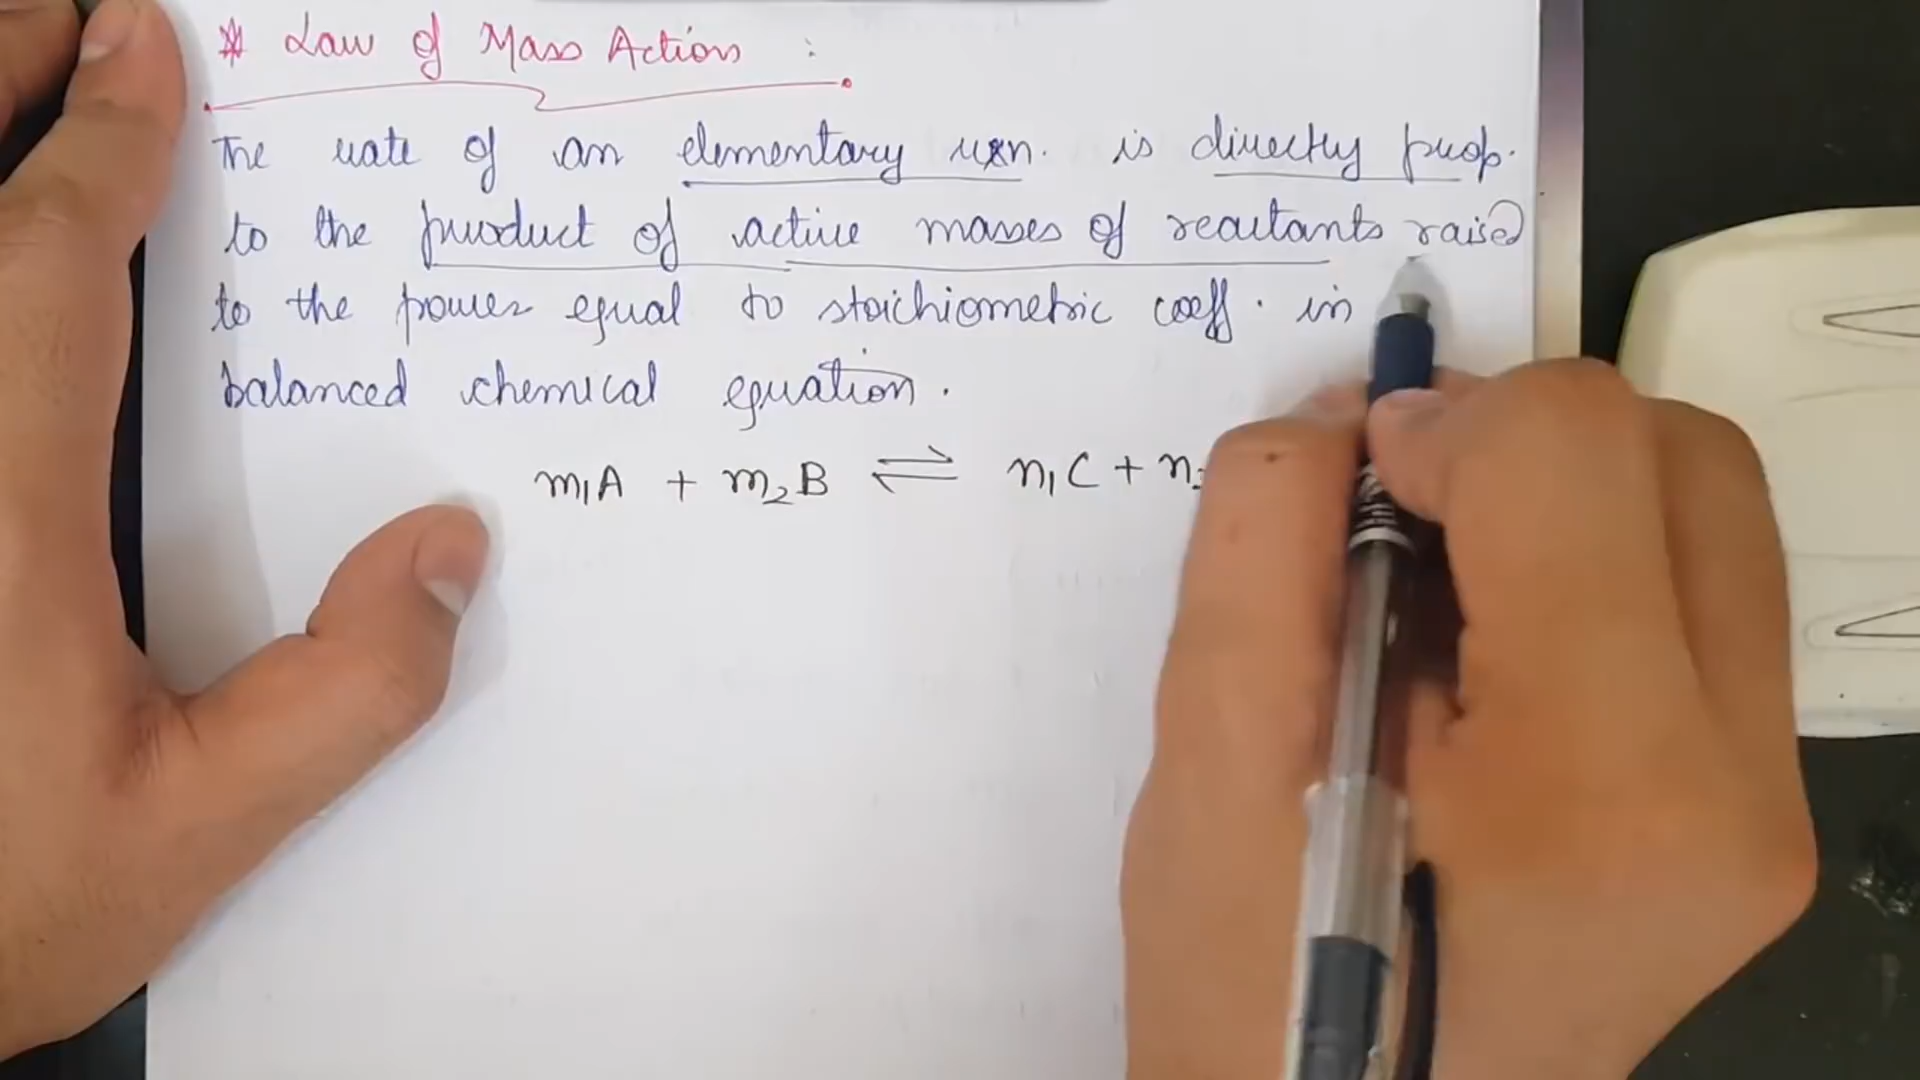 * Law of Mass Action :
The rate of an elementary rxn. is directly prop.
to the product of active masses of reactants raised
to the power equal to stoichiometric coeff. in
balanced chemical equation.
m₁A + m₂B ⇌ n₁C + n₂